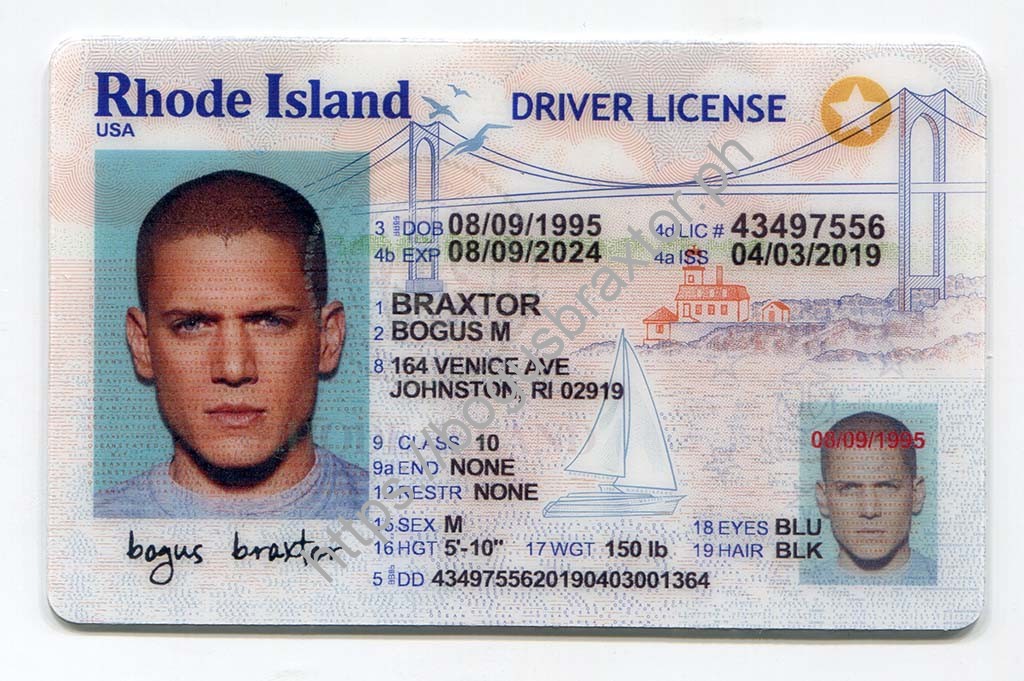 Rhode Island
USA
DRIVER LICENSE
3 DOB 08/09/1995
4d LIC # 43497556
4b EXP 08/09/2024
4a ISS 04/03/2019
1 BRAXTOR
2 BOGUS M
8 164 VENICE AVE
JOHNSTON, RI 02919
9 CLASS 10
9a END NONE
12 RESTR NONE
15 SEX M
18 EYES BLU
16 HGT 5'-10"
17 WGT 150 lb
19 HAIR BLK
5 DD 4349755620190403001364
08/09/1995
bogus braxtor
https://bogusbraxtor.ph